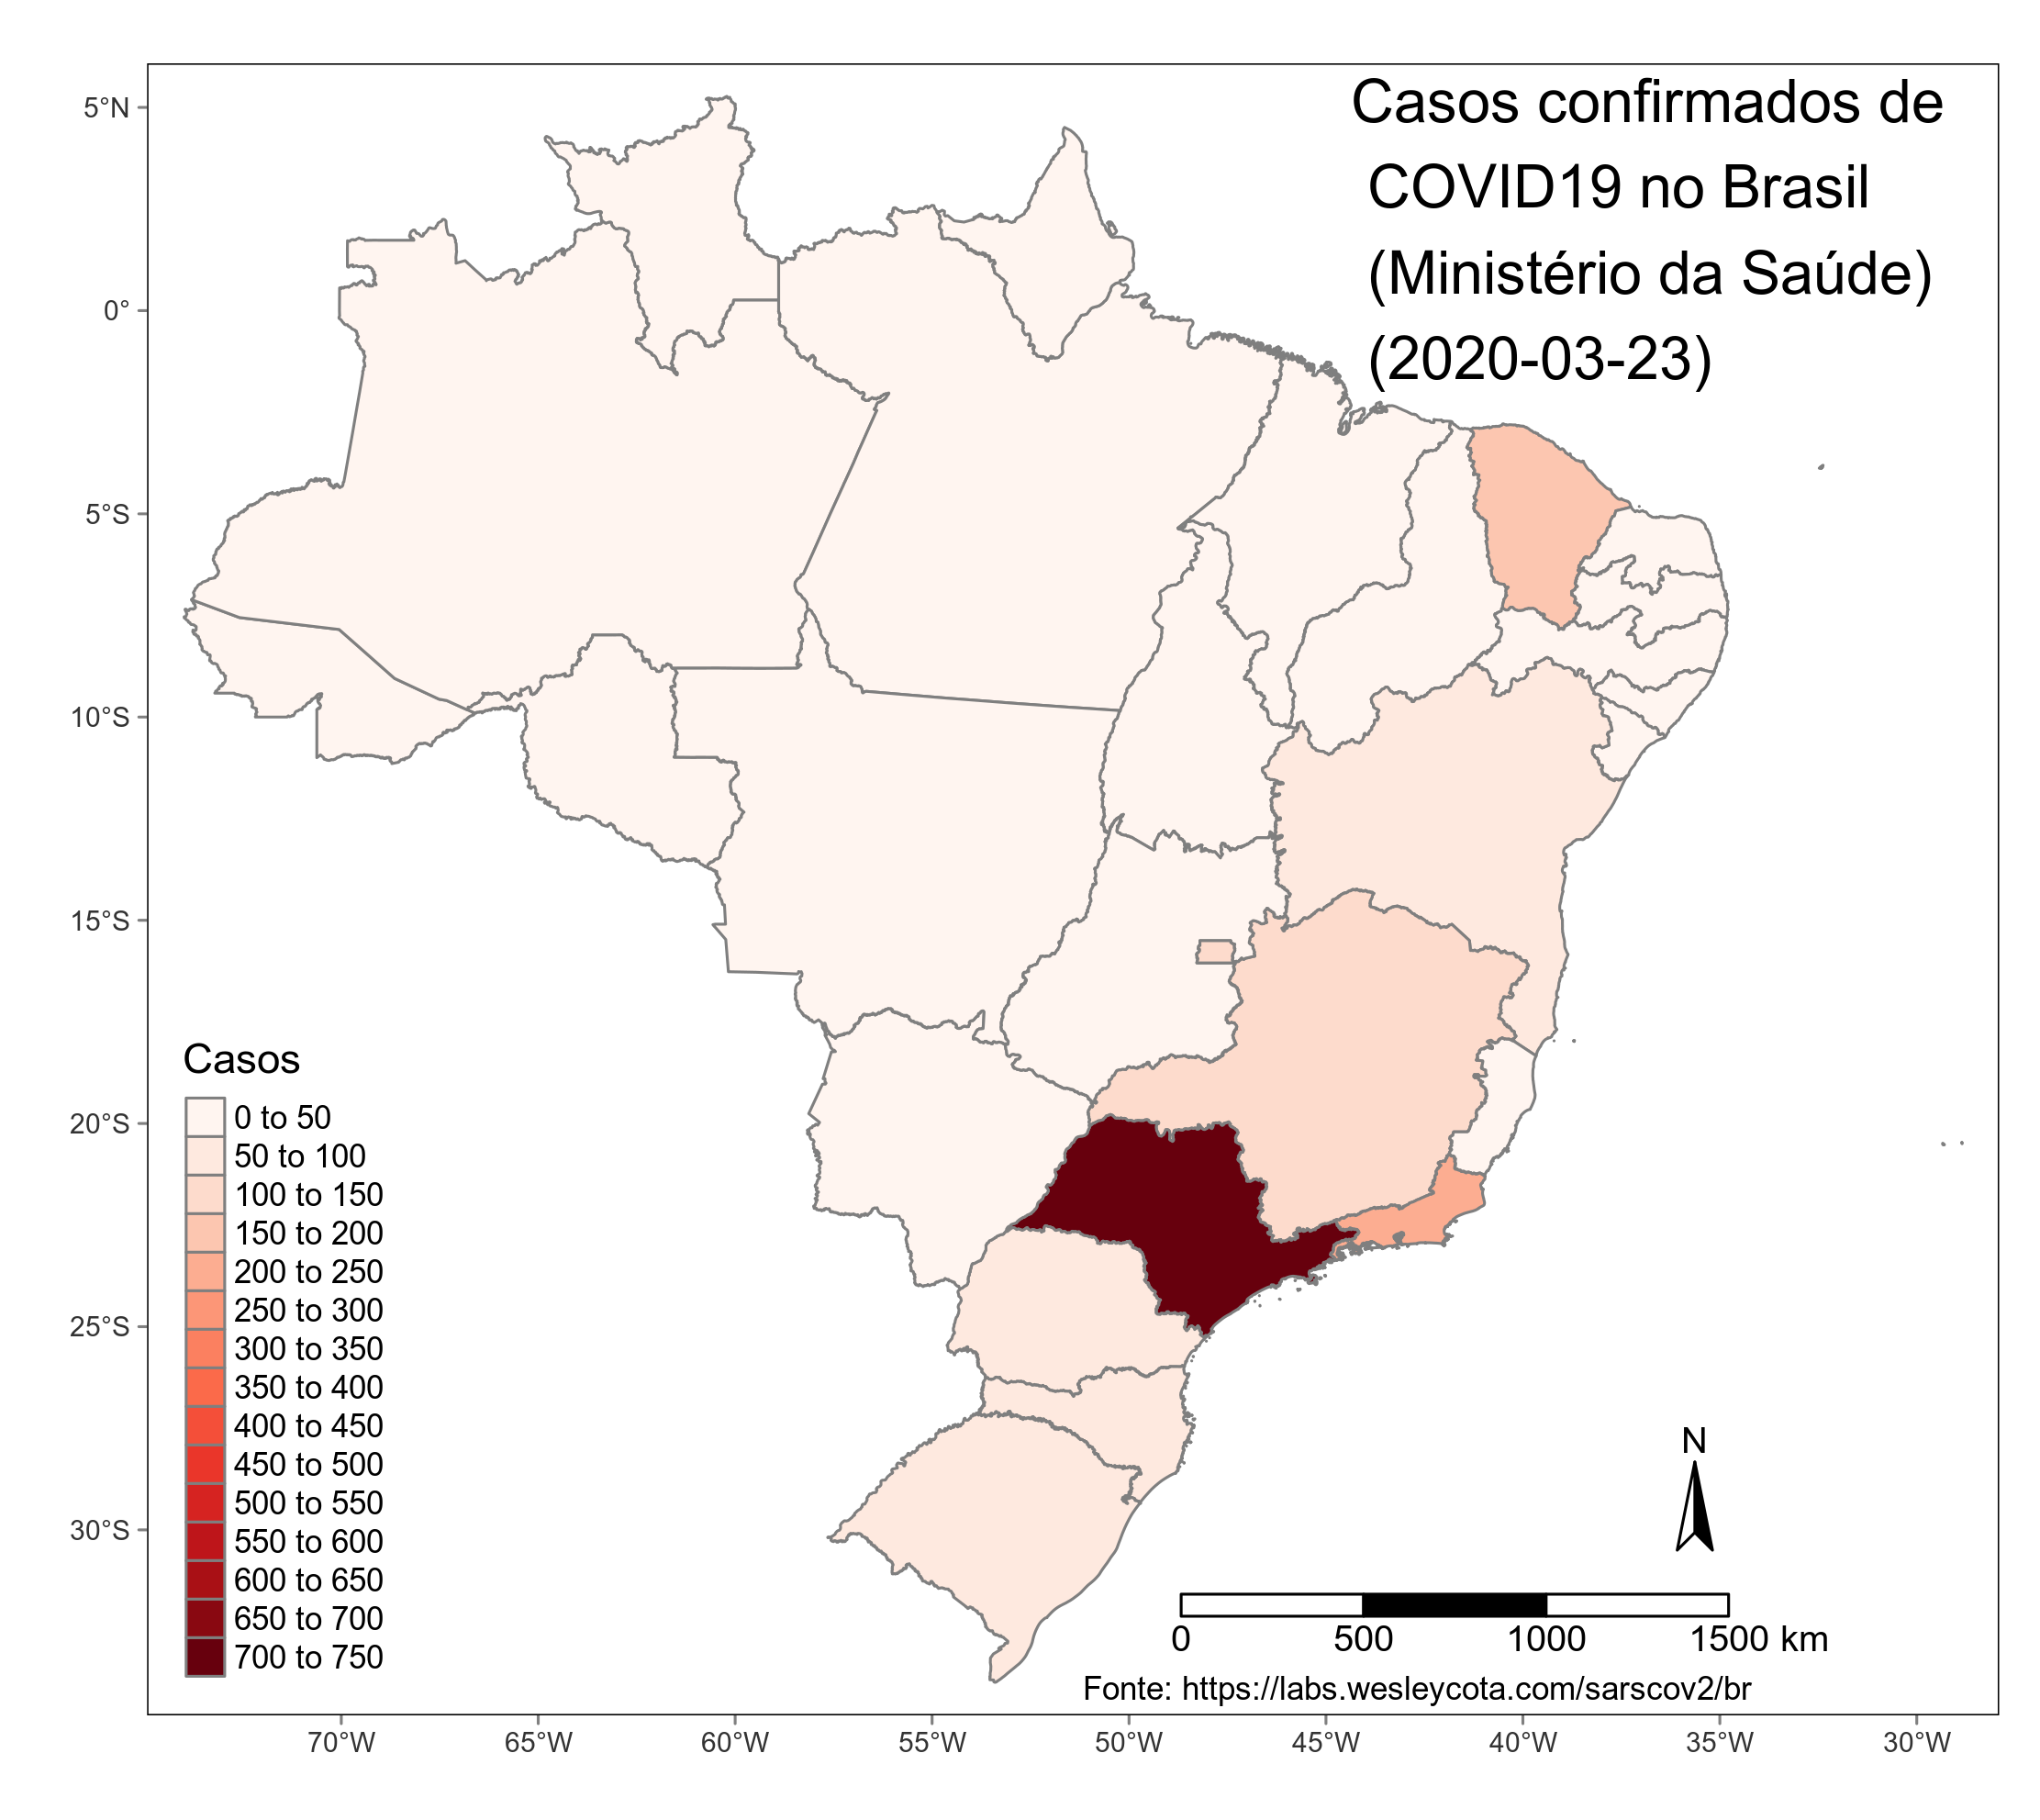 Casos confirmados de
COVID19 no Brasil
(Ministério da Saúde)
(2020-03-23)
5°N
0°
5°S
10°S
15°S
20°S
25°S
30°S
Casos
0 to 50
50 to 100
100 to 150
150 to 200
200 to 250
250 to 300
300 to 350
350 to 400
400 to 450
450 to 500
500 to 550
550 to 600
600 to 650
650 to 700
700 to 750
N
0 500 1000 1500 km
Fonte: https://labs.wesleycota.com/sarscov2/br
70°W 65°W 60°W 55°W 50°W 45°W 40°W 35°W 30°W